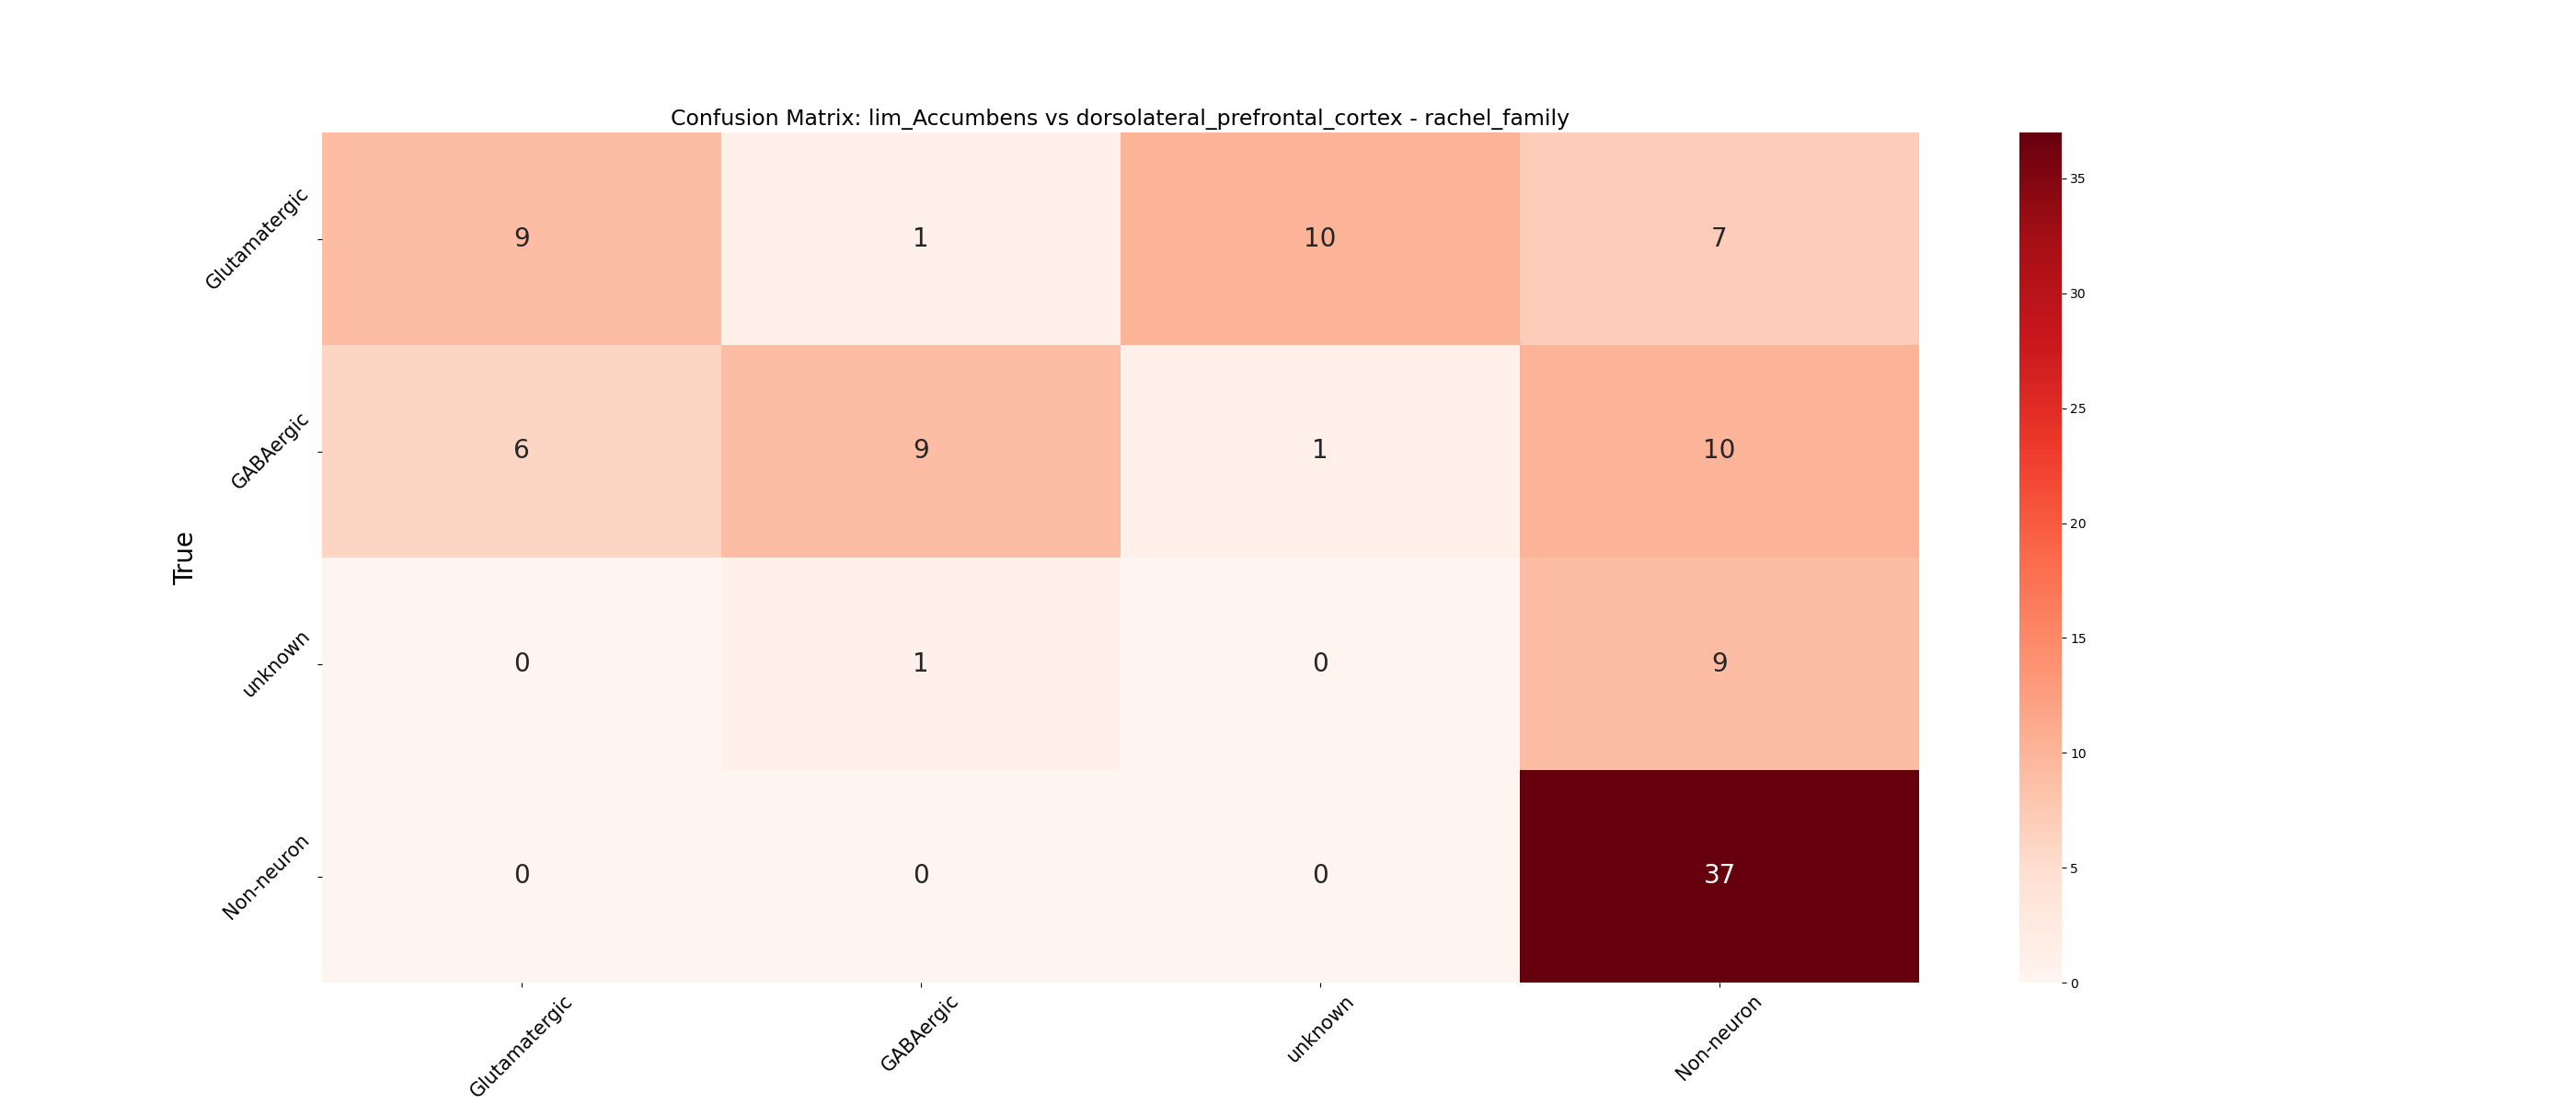 Confusion Matrix: lim_Accumbens vs dorsolateral_prefrontal_cortex - rachel_family
True
Glutamatergic
9 1 10 7
GABAergic
6 9 1 10
unknown
0 1 0 9
Non-neuron
0 0 0 37
Glutamatergic GABAergic unknown Non-neuron
35
30
25
20
15
10
5
0